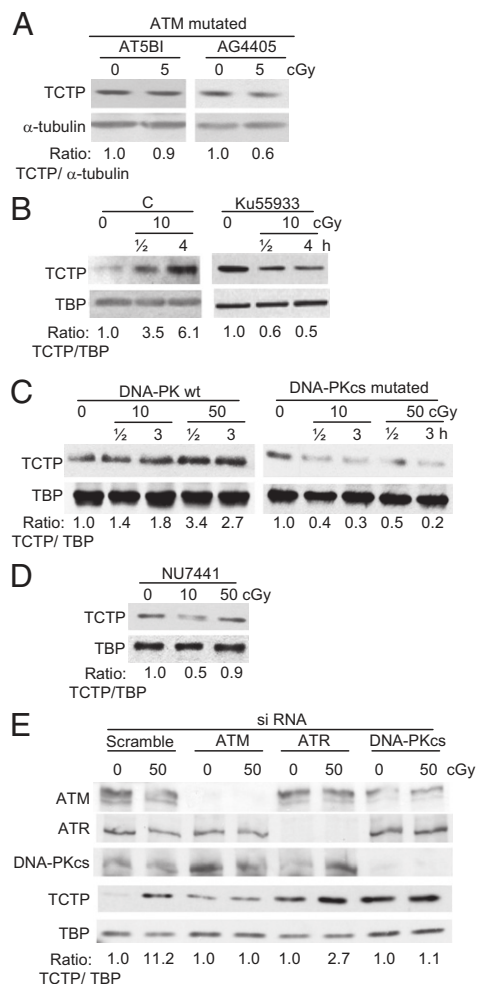 A
ATM mutated
AT5BI AG4405
0 5 0 5 cGy
TCTP
α-tubulin
Ratio: 1.0 0.9 1.0 0.6
TCTP/ α-tubulin
B
C Ku55933
0 10 0 10 cGy
½ 4 ½ 4 h
TCTP
TBP
Ratio: 1.0 3.5 6.1 1.0 0.6 0.5
TCTP/TBP
C
DNA-PK wt DNA-PKcs mutated
0 10 50 0 10 50 cGy
½ 3 ½ 3 ½ 3 ½ 3 h
TCTP
TBP
Ratio: 1.0 1.4 1.8 3.4 2.7 1.0 0.4 0.3 0.5 0.2
TCTP/ TBP
D
NU7441
0 10 50 cGy
TCTP
TBP
Ratio: 1.0 0.5 0.9
TCTP/TBP
E
si RNA
Scramble ATM ATR DNA-PKcs
0 50 0 50 0 50 0 50 cGy
ATM
ATR
DNA-PKcs
TCTP
TBP
Ratio: 1.0 11.2 1.0 1.0 1.0 2.7 1.0 1.1
TCTP/ TBP